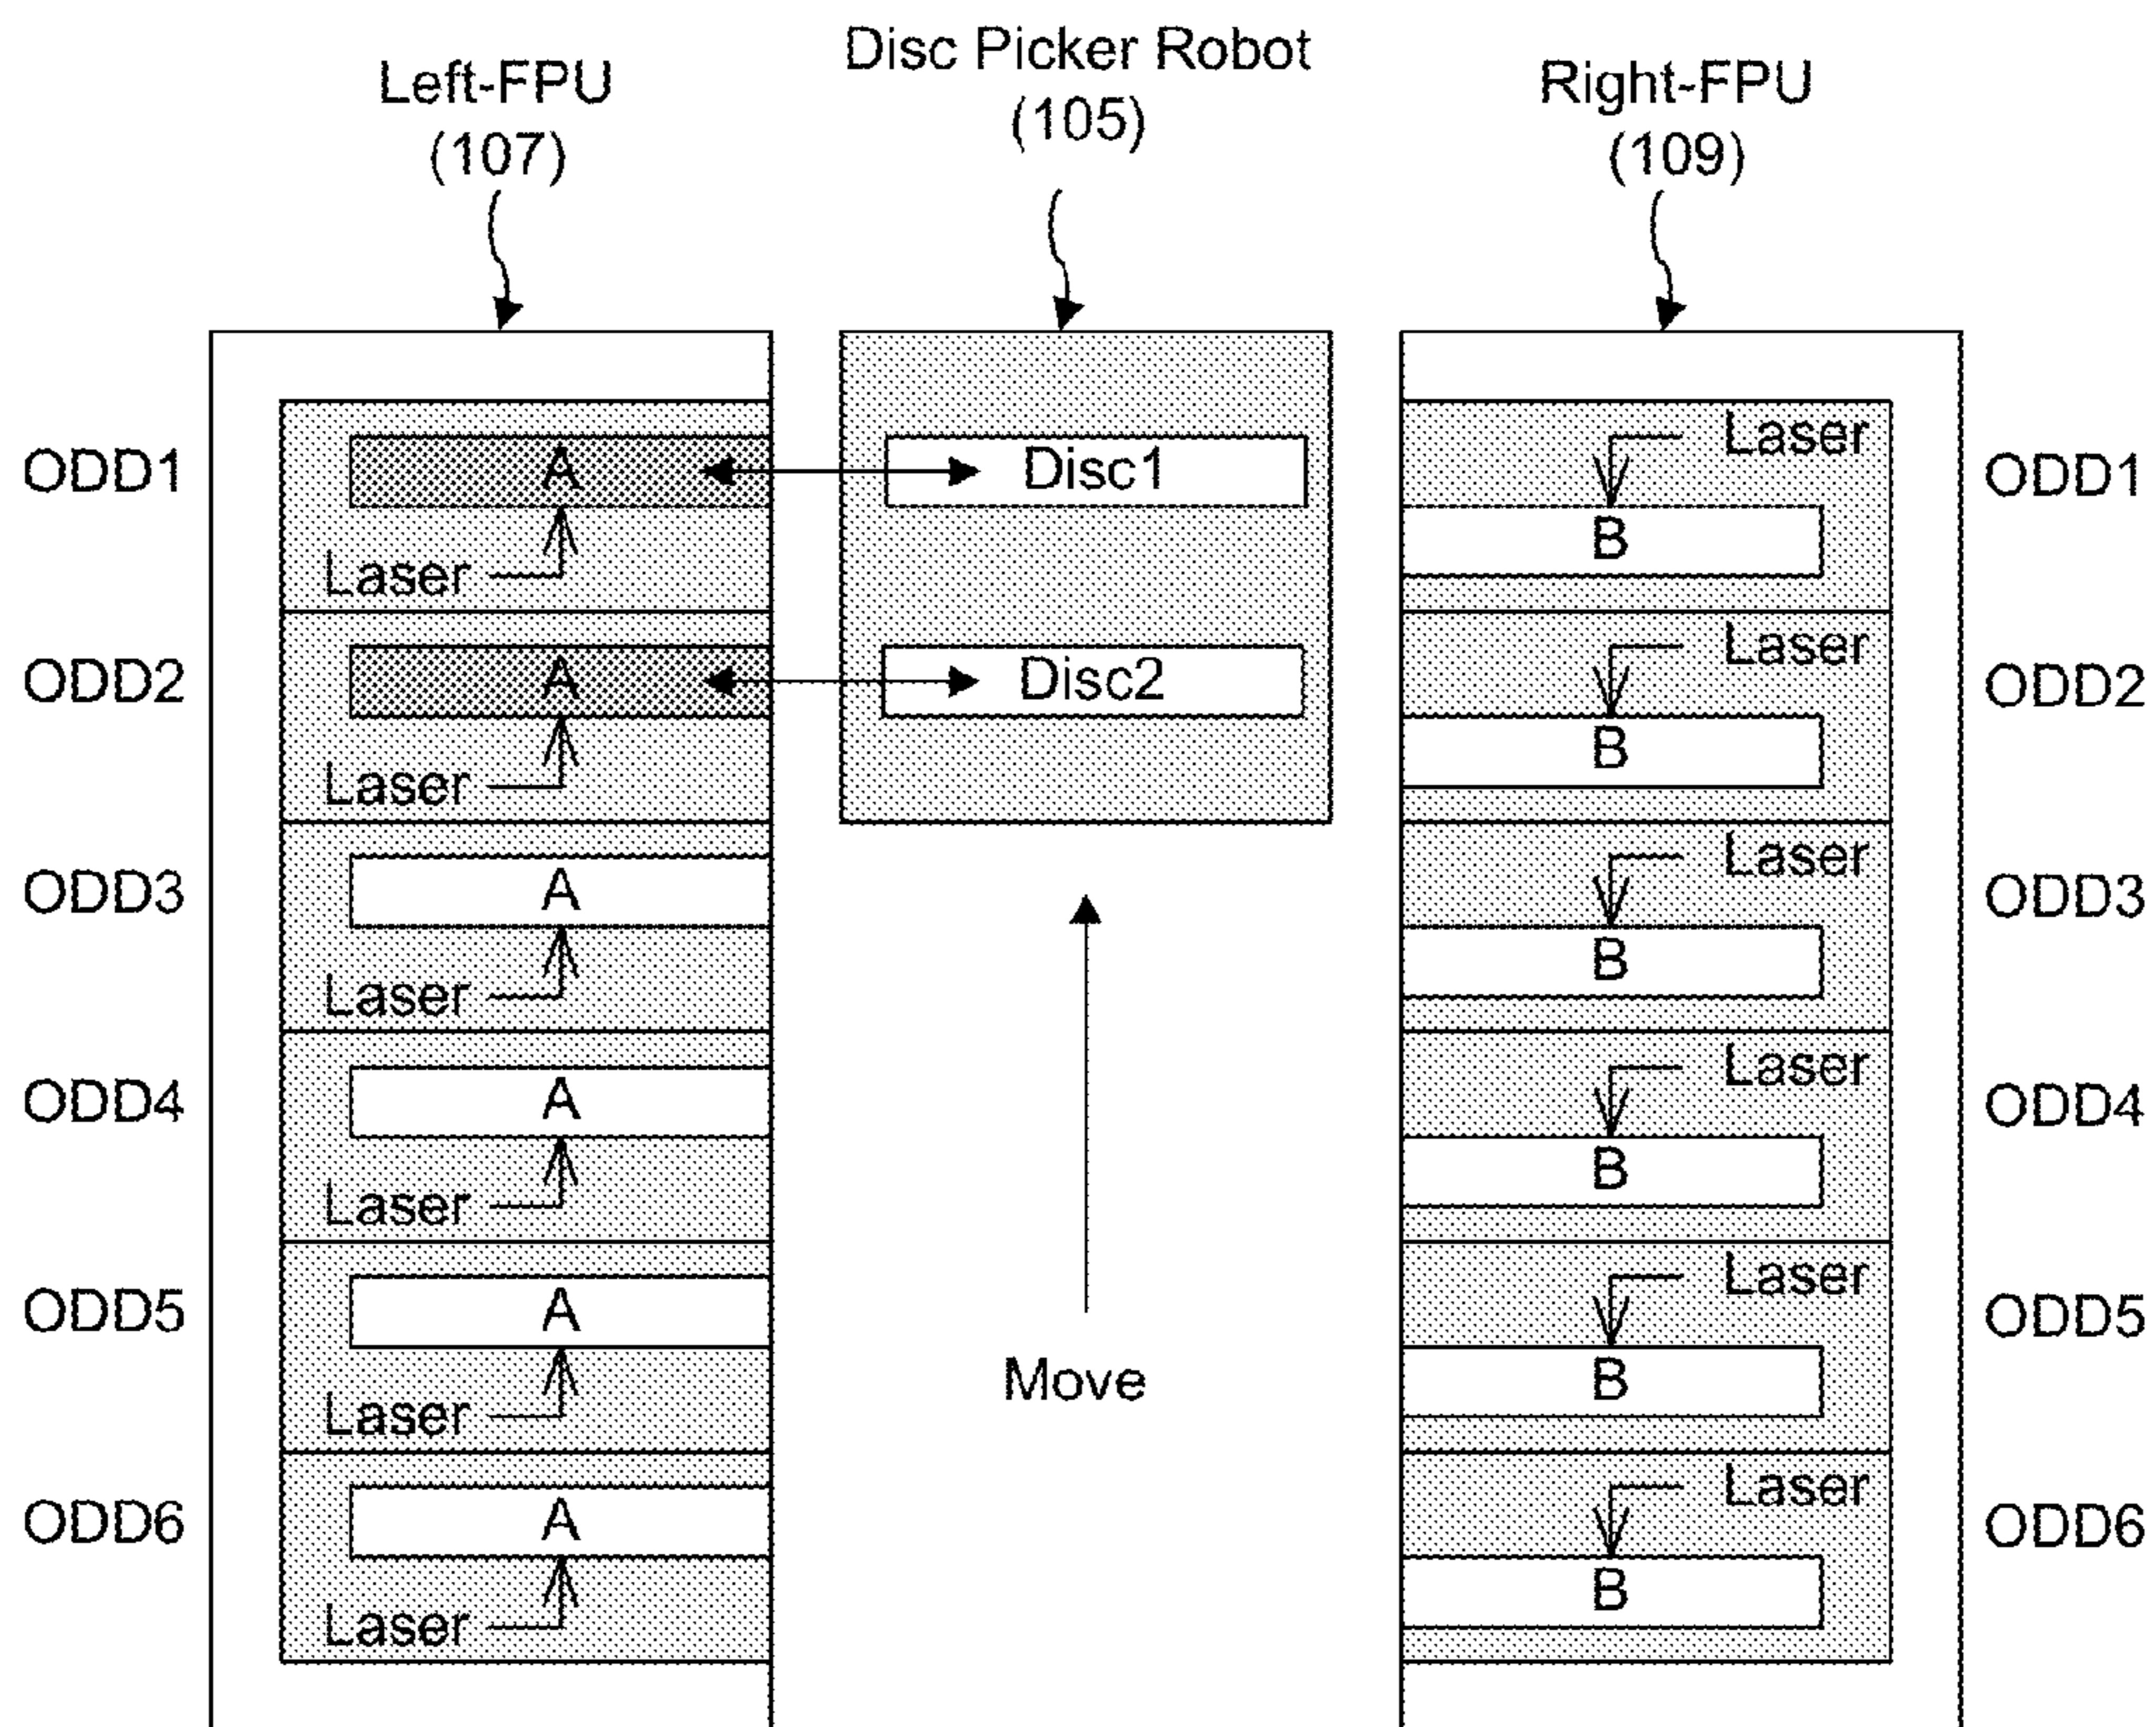 Disc Picker Robot
(105)
Left-FPU
(107)
Right-FPU
(109)
ODD1
A
Laser
Disc1
Laser
B
ODD1
ODD2
A
Laser
Disc2
Laser
B
ODD2
ODD3
A
Laser
Laser
B
ODD3
ODD4
A
Laser
Laser
B
ODD4
ODD5
A
Laser
Move
Laser
B
ODD5
ODD6
A
Laser
Laser
B
ODD6